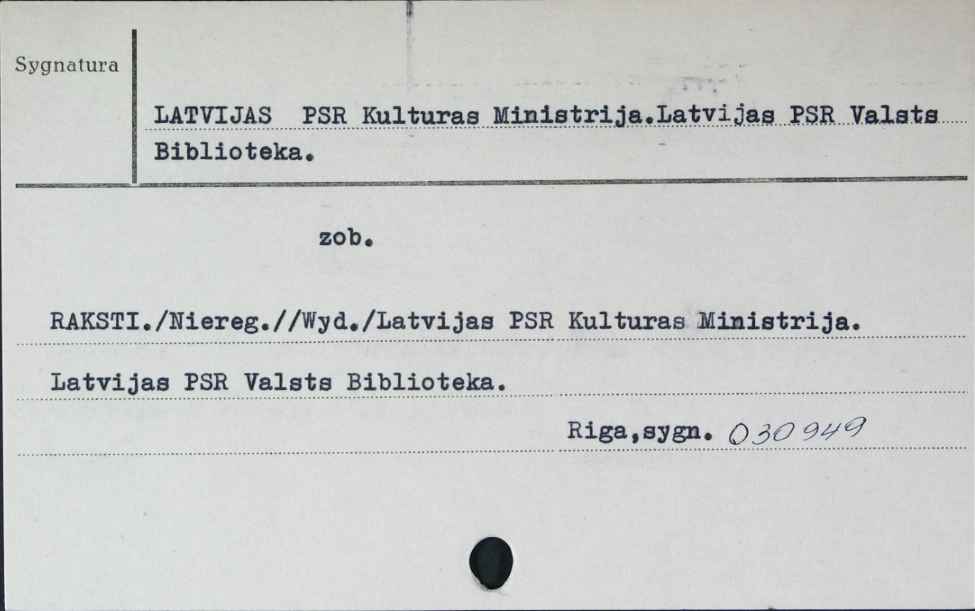 Sygnatura
LATVIJAS PSR Kulturas Ministrija.Latvijas PSR Valsts
Biblioteka.
zob.
RAKSTI./Niereg.//Wyd./Latvijas PSR Kulturas Ministrija.
Latvijas PSR Valsts Biblioteka.
Riga,sygn. 030949